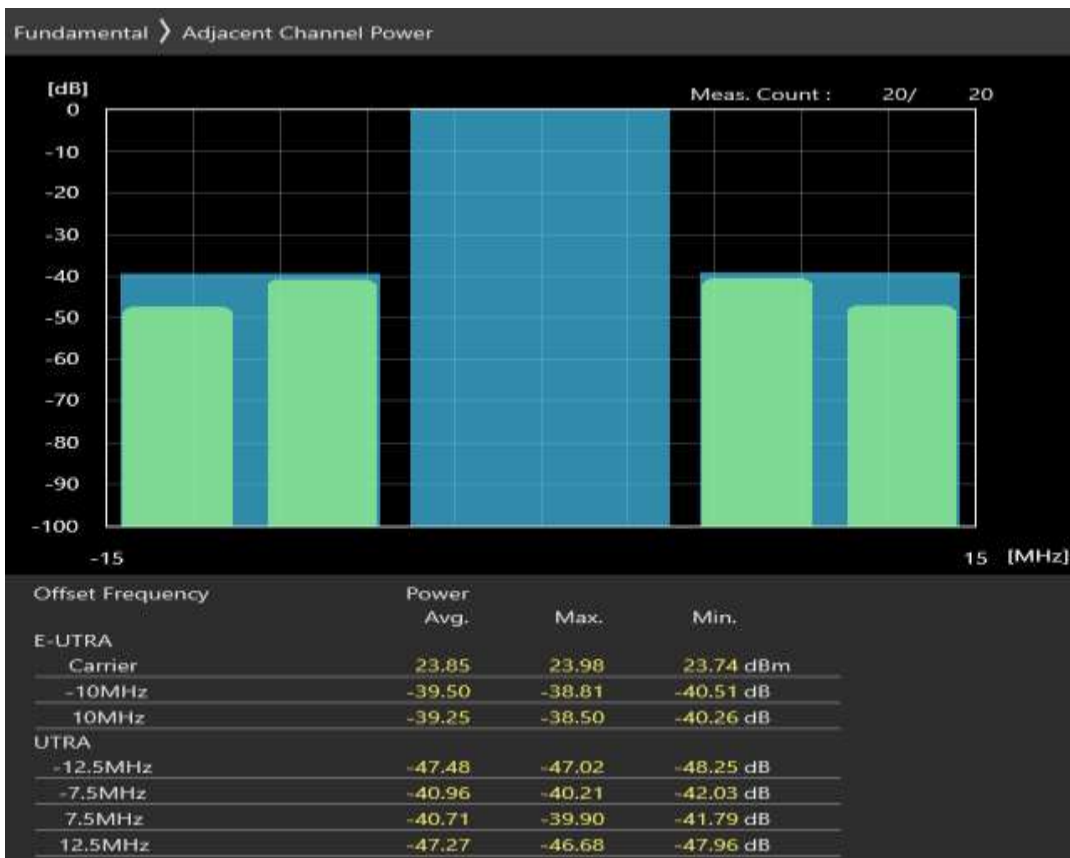 Fundamental ❯ Adjacent Channel Power
[dB]
Meas. Count : 20/ 20
0
-10
-20
-30
-40
-50
-60
-70
-80
-90
-100
-15 15 [MHz]
Offset Frequency Power
Avg. Max. Min.
E-UTRA
Carrier 23.85 23.98 23.74 dBm
-10MHz -39.50 -38.81 -40.51 dB
10MHz -39.25 -38.50 -40.26 dB
UTRA
-12.5MHz -47.48 -47.02 -48.25 dB
-7.5MHz -40.96 -40.21 -42.03 dB
7.5MHz -40.71 -39.90 -41.79 dB
12.5MHz -47.27 -46.68 -47.96 dB